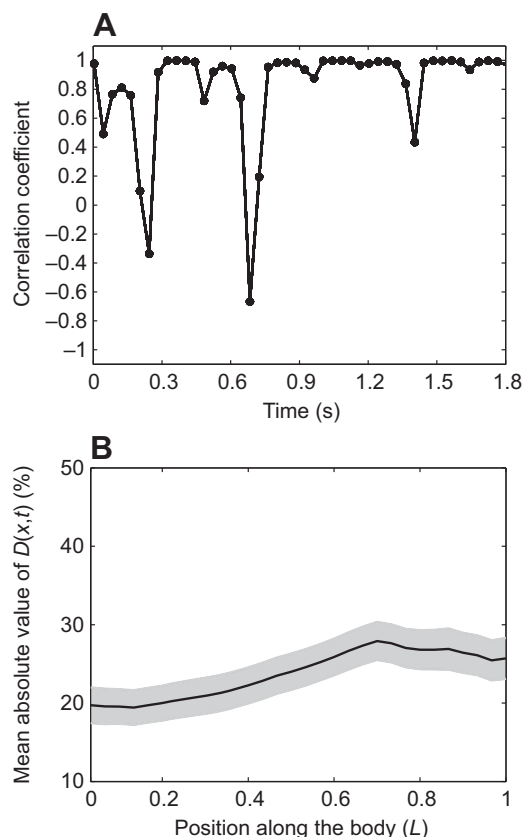 A
Correlation coefficient
1
0.8
0.6
0.4
0.2
0
–0.2
–0.4
–0.6
–0.8
–1
0 0.3 0.6 0.9 1.2 1.5 1.8
Time (s)
B
Mean absolute value of D(x,t) (%)
50
40
30
20
10
0 0.2 0.4 0.6 0.8 1
Position along the body (L)